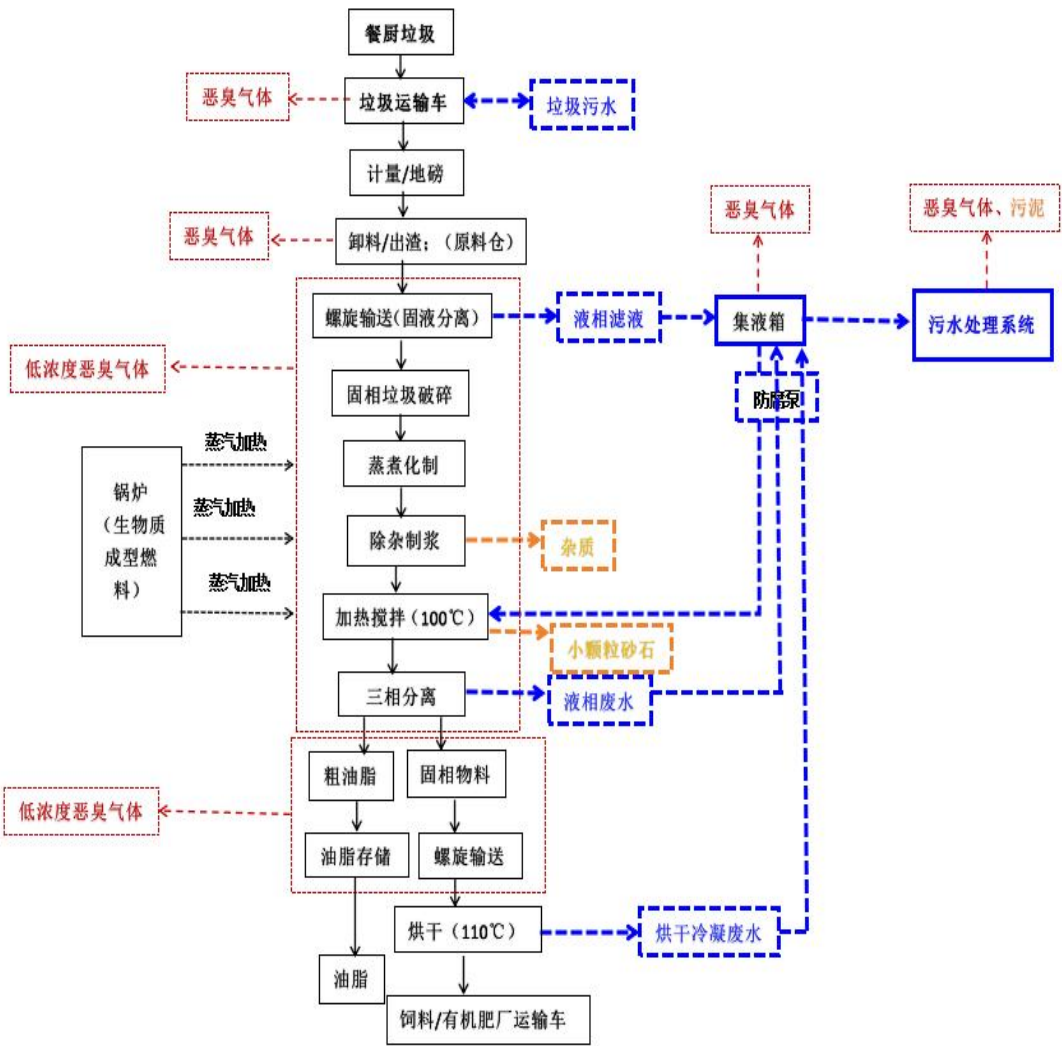 餐厨垃圾
恶臭气体
垃圾运输车
垃圾污水
计量/地磅
恶臭气体
恶臭气体、污泥
恶臭气体
卸料/出渣；（原料仓）
螺旋输送（固液分离）
液相滤液
集液箱
污水处理系统
低浓度恶臭气体
固相垃圾破碎
防腐泵
蒸汽加热
蒸煮化制
锅炉
（生物质
成型燃
料）
蒸汽加热
除杂制浆
杂质
蒸汽加热
加热搅拌（100℃）
小颗粒砂石
三相分离
液相废水
粗油脂
固相物料
低浓度恶臭气体
油脂存储
螺旋输送
烘干（110℃）
烘干冷凝废水
油脂
饲料/有机肥厂运输车